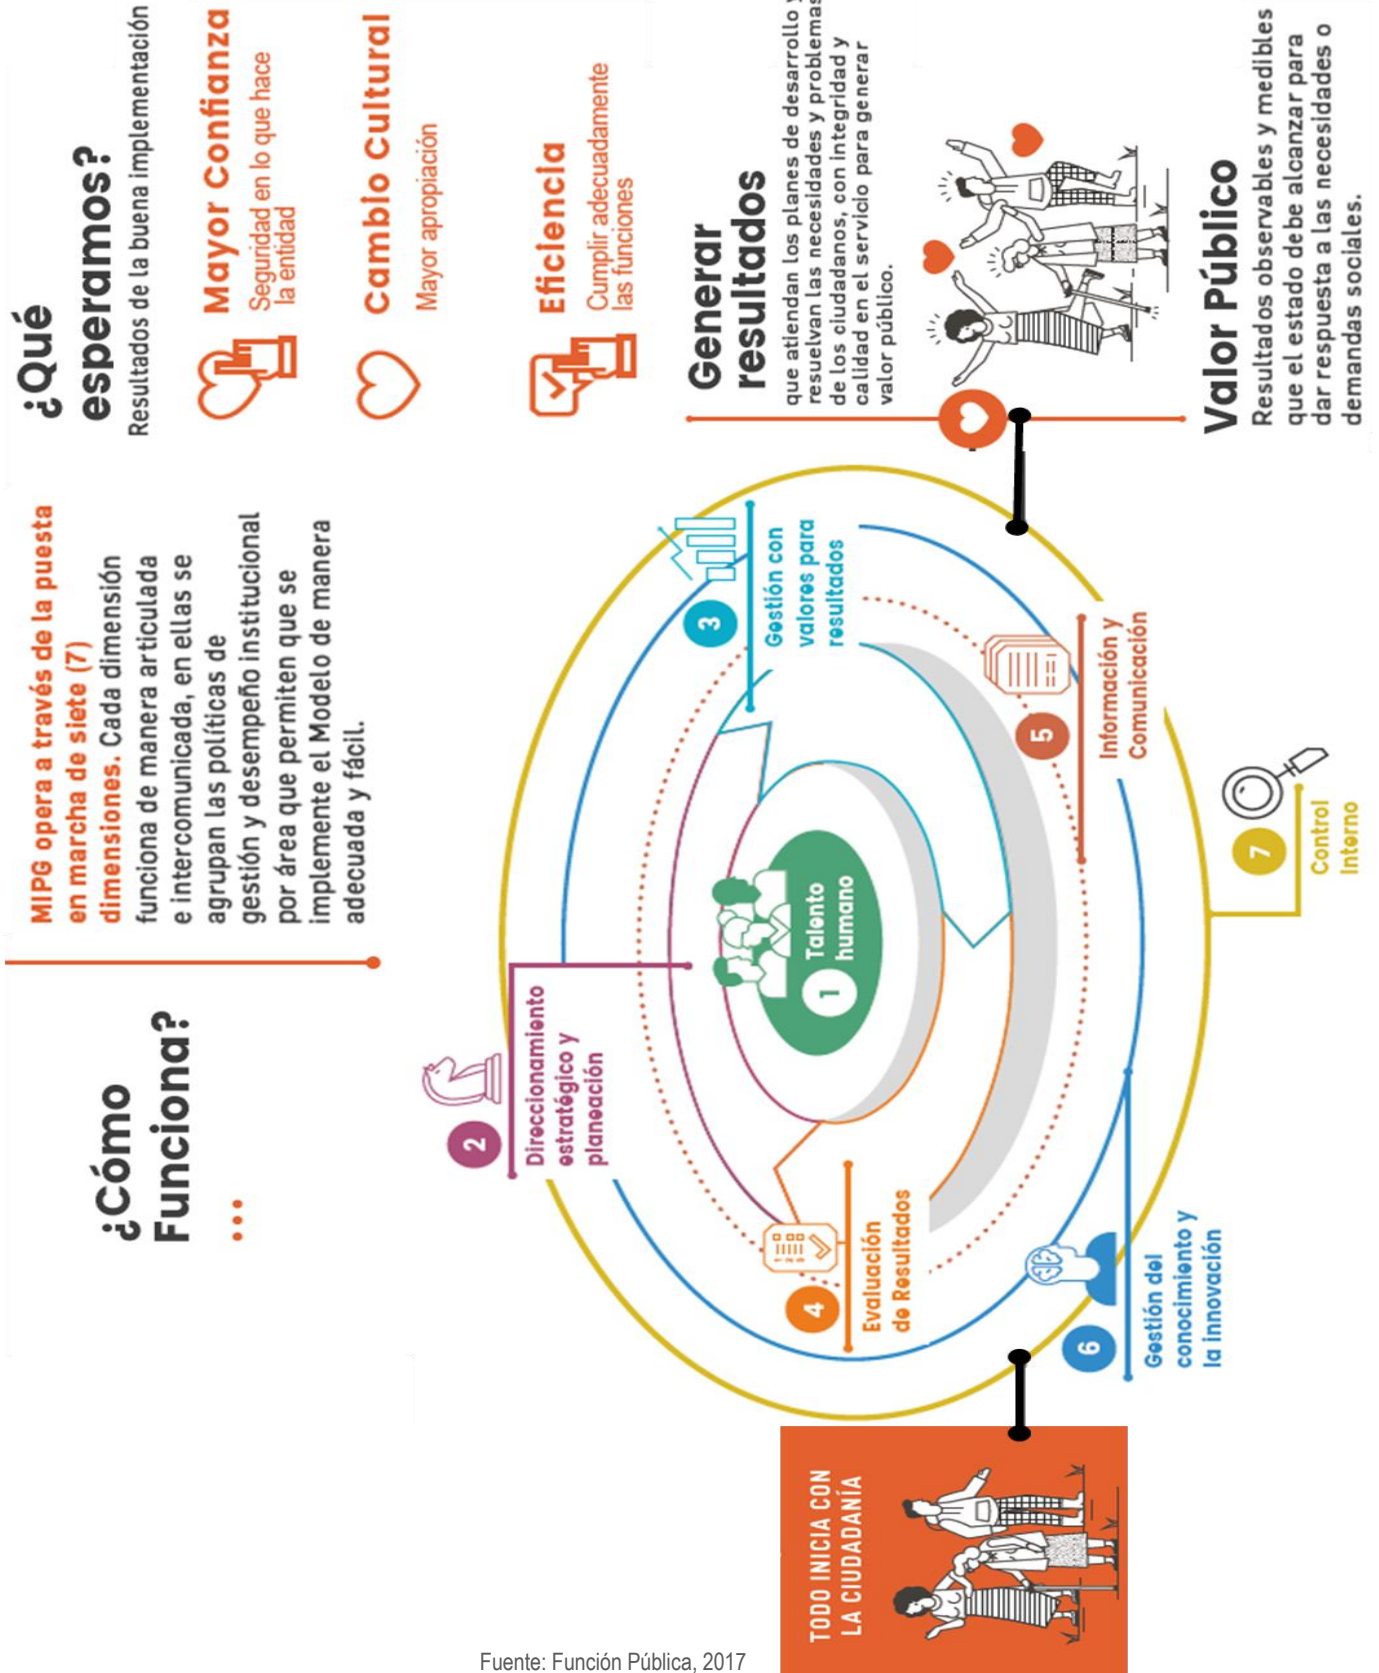 ¿Cómo
Funciona?
...
MIPG opera a través de la puesta
en marcha de siete (7)
dimensiones. Cada dimensión
funciona de manera articulada
e intercomunicada, en ellas se
agrupan las políticas de
gestión y desempeño institucional
por área que permiten que se
implemente el Modelo de manera
adecuada y fácil.
¿Qué
esperamos?
Resultados de la buena implementación
Mayor Confianza
Seguridad en lo que hace
la entidad
Cambio Cultural
Mayor apropiación
Eficiencia
Cumplir adecuadamente
las funciones
TODO INICIA CON
LA CIUDADANÍA
2
Direccionamiento
estratégico y
planeación
3
Gestión con
valores para
resultados
1
Talento
humano
4
Evaluación
de Resultados
1 2 3
5
Información y
Comunicación
6
Gestión del
conocimiento y
la innovación
7
Control
Interno
Generar
resultados
que atiendan los planes de desarrollo y
resuelvan las necesidades y problemas
de los ciudadanos, con integridad y
calidad en el servicio para generar
valor público.
Valor Público
Resultados observables y medibles
que el estado debe alcanzar para
dar respuesta a las necesidades o
demandas sociales.
Fuente: Función Pública, 2017